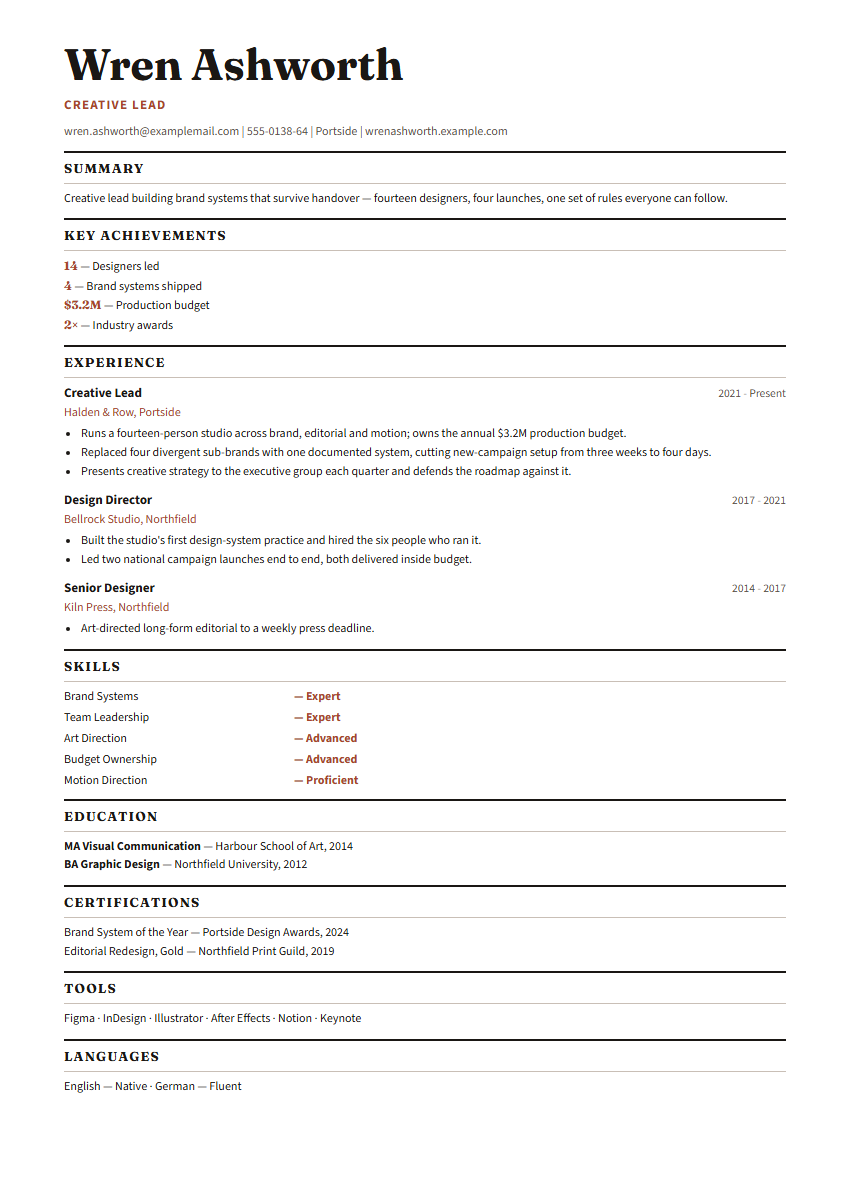 Wren Ashworth
CREATIVE LEAD
wren.ashworth@examplemail.com | 555-0138-64 | Portside | wrenashworth.example.com
SUMMARY
Creative lead building brand systems that survive handover — fourteen designers, four launches, one set of rules everyone can follow.
KEY ACHIEVEMENTS
14 — Designers led
4 — Brand systems shipped
$3.2M — Production budget
2× — Industry awards
EXPERIENCE
Creative Lead 2021 - Present
Halden & Row, Portside
• Runs a fourteen-person studio across brand, editorial and motion; owns the annual $3.2M production budget.
• Replaced four divergent sub-brands with one documented system, cutting new-campaign setup from three weeks to four days.
• Presents creative strategy to the executive group each quarter and defends the roadmap against it.
Design Director 2017 - 2021
Bellrock Studio, Northfield
• Built the studio's first design-system practice and hired the six people who ran it.
• Led two national campaign launches end to end, both delivered inside budget.
Senior Designer 2014 - 2017
Kiln Press, Northfield
• Art-directed long-form editorial to a weekly press deadline.
SKILLS
Brand Systems — Expert
Team Leadership — Expert
Art Direction — Advanced
Budget Ownership — Advanced
Motion Direction — Proficient
EDUCATION
MA Visual Communication — Harbour School of Art, 2014
BA Graphic Design — Northfield University, 2012
CERTIFICATIONS
Brand System of the Year — Portside Design Awards, 2024
Editorial Redesign, Gold — Northfield Print Guild, 2019
TOOLS
Figma · InDesign · Illustrator · After Effects · Notion · Keynote
LANGUAGES
English — Native · German — Fluent